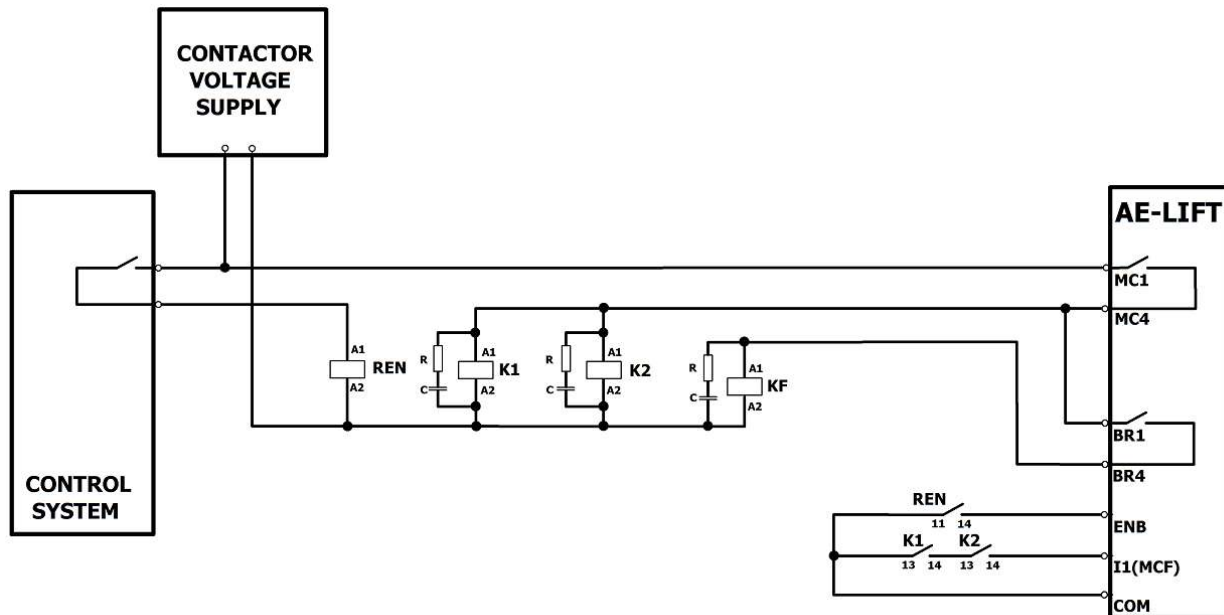 CONTACTOR
VOLTAGE
SUPPLY
AE-LIFT
MC1
MC4
A1
REN
A2
R
C
A1
K1
A2
R
C
A1
K2
A2
R
C
A1
KF
A2
BR1
BR4
CONTROL
SYSTEM
REN
11 14
ENB
K1 K2
13 14 13 14
I1(MCF)
COM